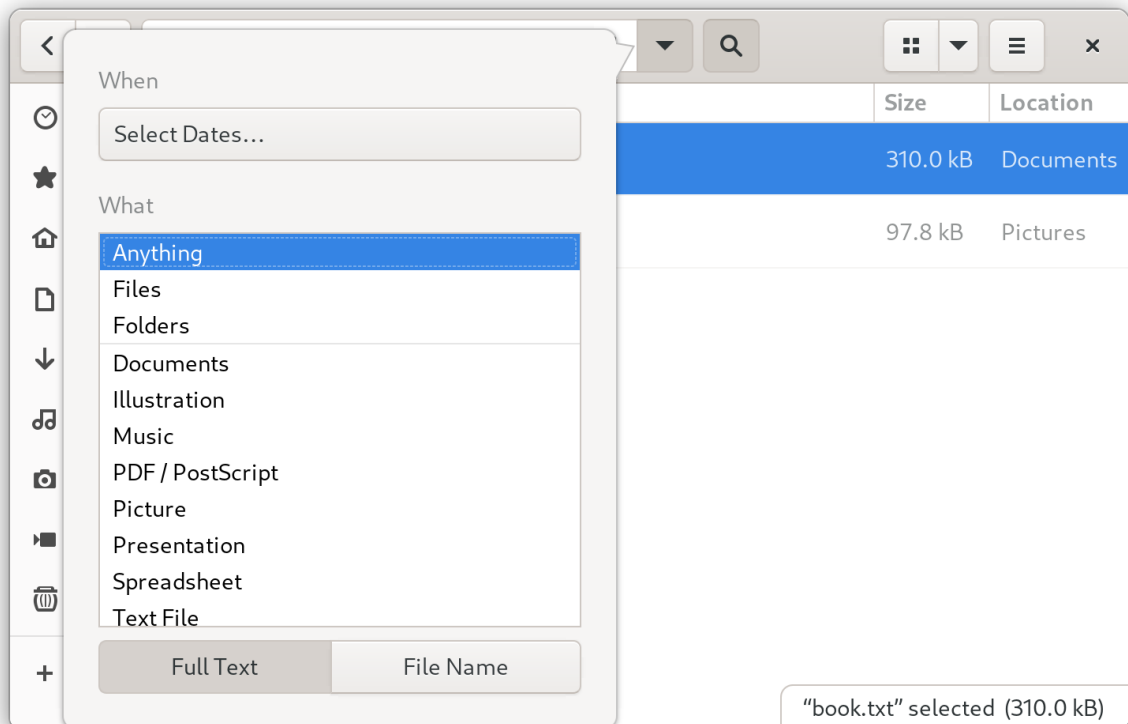 When
Select Dates...
What
Anything
Files
Folders
Documents
Illustration
Music
PDF / PostScript
Picture
Presentation
Spreadsheet
Text File
Full Text
File Name
Size
Location
310.0 kB
Documents
97.8 kB
Pictures
“book.txt” selected (310.0 kB)